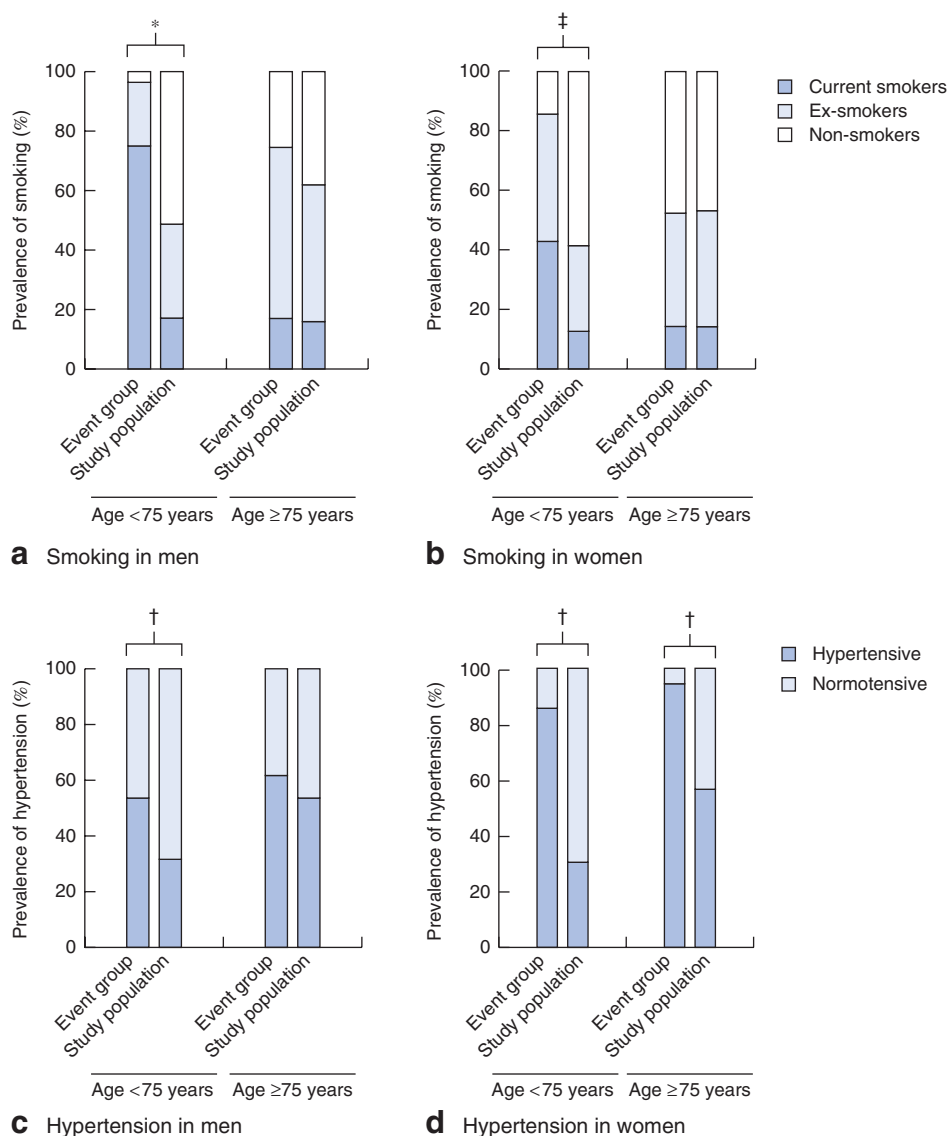 *
Prevalence of smoking (%)
100
80
60
40
20
0
Event group
Study population
Event group
Study population
Age <75 years
Age ≥75 years
a Smoking in men
‡
Prevalence of smoking (%)
100
80
60
40
20
0
Event group
Study population
Event group
Study population
Age <75 years
Age ≥75 years
b Smoking in women
Current smokers
Ex-smokers
Non-smokers
†
Prevalence of hypertension (%)
100
80
60
40
20
0
Event group
Study population
Event group
Study population
Age <75 years
Age ≥75 years
c Hypertension in men
†
†
Prevalence of hypertension (%)
100
80
60
40
20
0
Event group
Study population
Event group
Study population
Age <75 years
Age ≥75 years
d Hypertension in women
Hypertensive
Normotensive